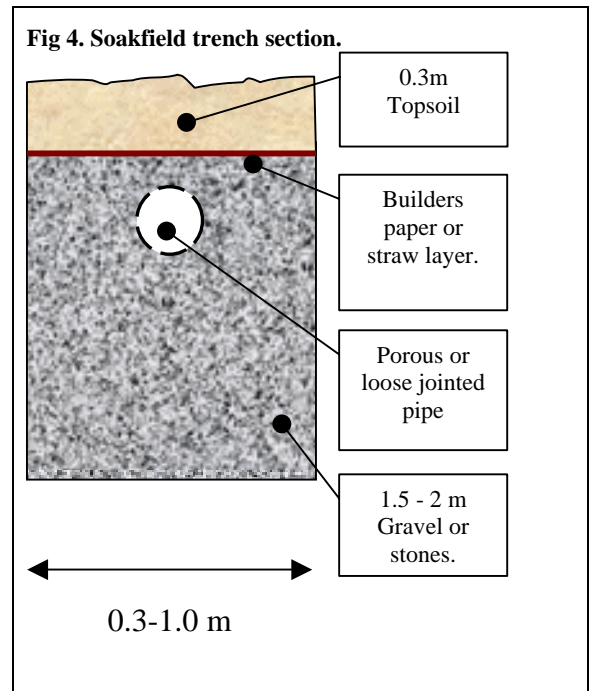 Fig 4. Soakfield trench section.
0.3m
Topsoil
Builders
paper or
straw layer.
Porous or
loose jointed
pipe
1.5 - 2 m
Gravel or
stones.
0.3-1.0 m